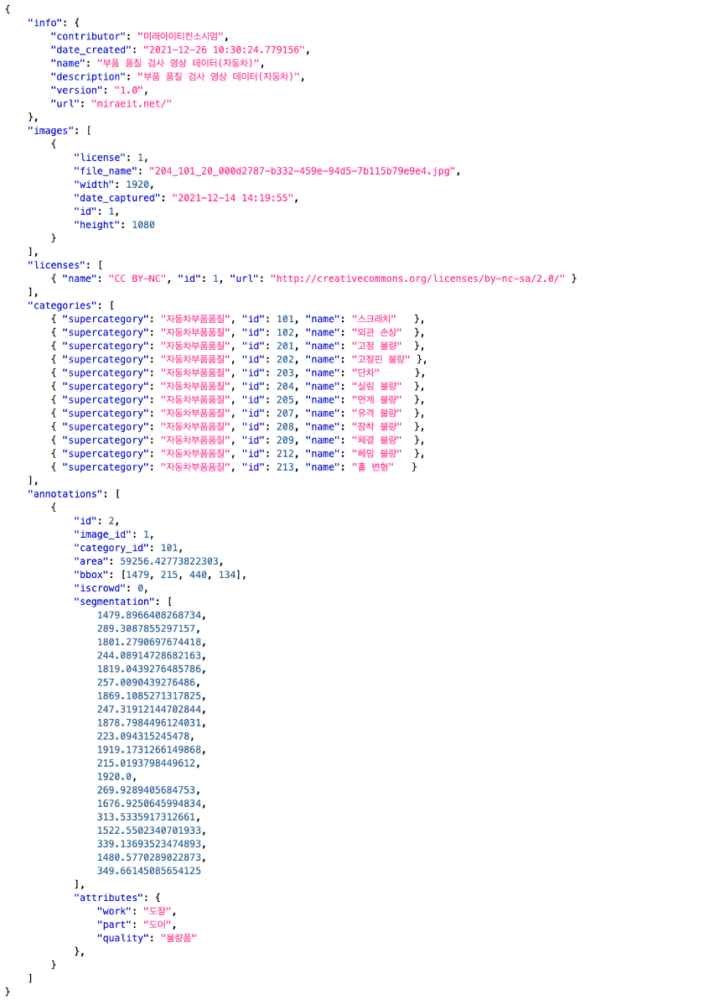 {
"info": {
"contributor": "미래아이티컨소시엄",
"date_created": "2021-12-26 10:30:24.779156",
"name": "부품 품질 검사 영상 데이터(자동차)",
"description": "부품 품질 검사 영상 데이터(자동차)",
"version": "1.0",
"url": "miraeit.net/"
},
"images": [
{
"license": 1,
"file_name": "204_101_20_000d2787-b332-459e-94d5-7b115b79e9e4.jpg",
"width": 1920,
"date_captured": "2021-12-14 14:19:55",
"id": 1,
"height": 1080
}
],
"licenses": [
{ "name": "CC BY-NC", "id": 1, "url": "http://creativecommons.org/licenses/by-nc-sa/2.0/" }
],
"categories": [
{ "supercategory": "자동차부품품질", "id": 101, "name": "스크래치" },
{ "supercategory": "자동차부품품질", "id": 102, "name": "외관 손상" },
{ "supercategory": "자동차부품품질", "id": 201, "name": "고정 불량" },
{ "supercategory": "자동차부품품질", "id": 202, "name": "고정핀 불량" },
{ "supercategory": "자동차부품품질", "id": 203, "name": "단차" },
{ "supercategory": "자동차부품품질", "id": 204, "name": "실링 불량" },
{ "supercategory": "자동차부품품질", "id": 205, "name": "연계 불량" },
{ "supercategory": "자동차부품품질", "id": 207, "name": "유격 불량" },
{ "supercategory": "자동차부품품질", "id": 208, "name": "장착 불량" },
{ "supercategory": "자동차부품품질", "id": 209, "name": "체결 불량" },
{ "supercategory": "자동차부품품질", "id": 212, "name": "헤밍 불량" },
{ "supercategory": "자동차부품품질", "id": 213, "name": "홀 변형" }
],
"annotations": [
{
"id": 2,
"image_id": 1,
"category_id": 101,
"area": 59256.42773822303,
"bbox": [1479, 215, 440, 134],
"iscrowd": 0,
"segmentation": [
1479.8966408268734,
289.3087855297157,
1801.2790697674418,
244.08914728682163,
1819.0439276485786,
257.0090439276486,
1869.1085271317825,
247.31912144702844,
1878.7984496124031,
223.094315245478,
1919.1731266149868,
215.0193798449612,
1920.0,
269.9289405684753,
1676.9250645994834,
313.5335917312661,
1522.5502340701933,
339.13693523474893,
1480.5770289022873,
349.66145085654125
],
"attributes": {
"work": "도장",
"part": "도어",
"quality": "불량품"
},
}
]
}